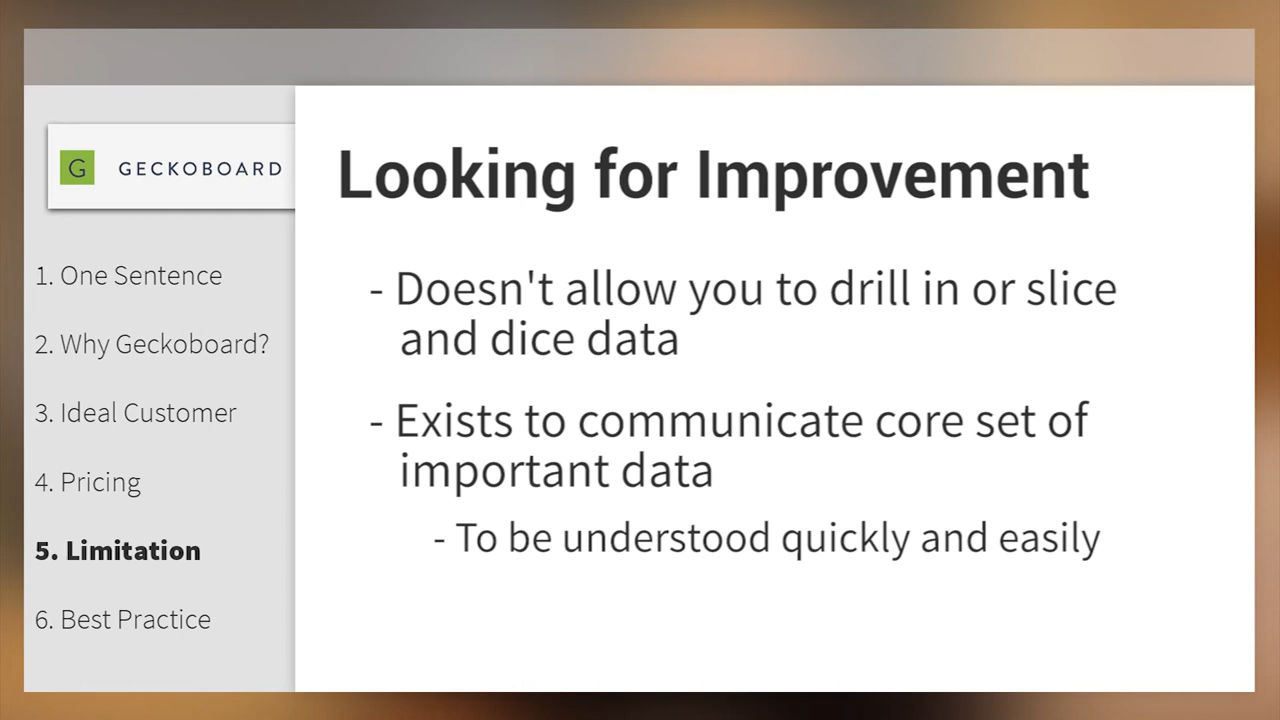 G GECKOBOARD
1. One Sentence
2. Why Geckoboard?
3. Ideal Customer
4. Pricing
5. Limitation
6. Best Practice
Looking for Improvement
- Doesn't allow you to drill in or slice
and dice data
- Exists to communicate core set of
important data
- To be understood quickly and easily